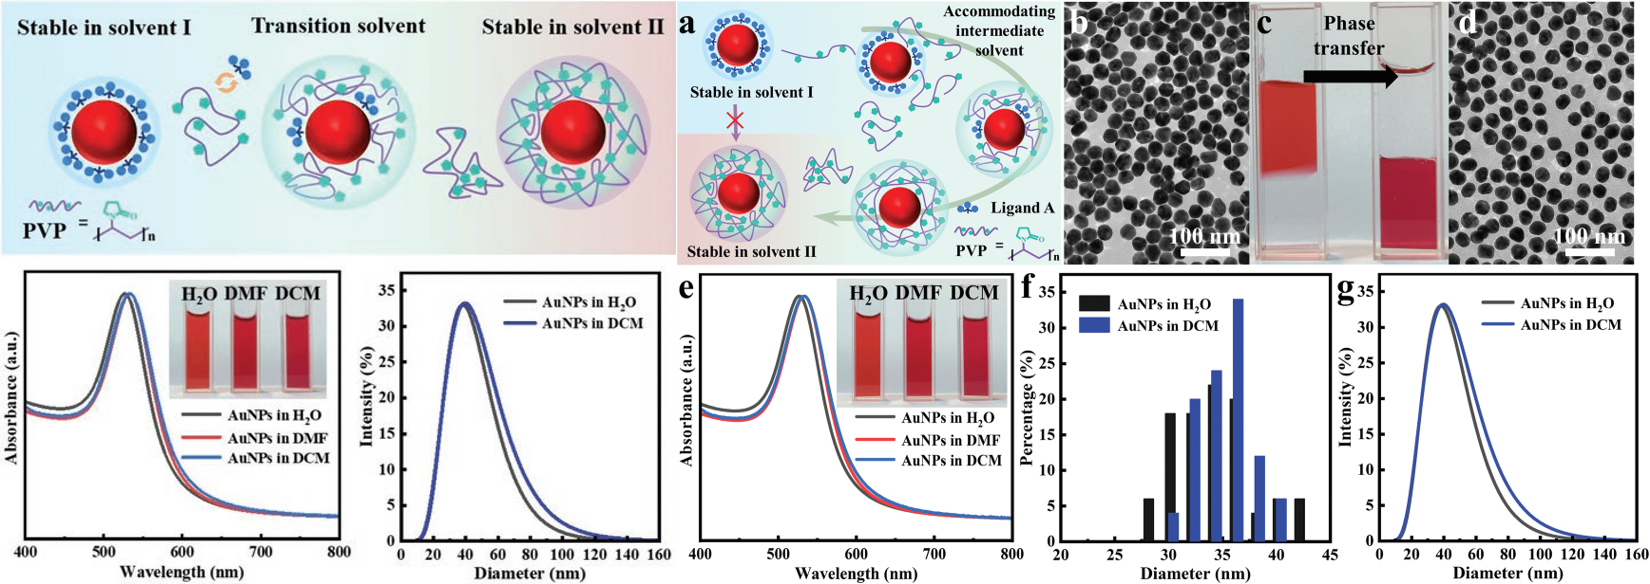 Stable in solvent I
Transition solvent
Stable in solvent II
PVP =
n
a
Accommodating
intermediate
solvent
Stable in solvent I
Stable in solvent II
Ligand A
PVP =
n
b
100 nm
c
Phase
transfer
d
100 nm
Absorbance (a.u.)
H2O DMF DCM
AuNPs in H2O
AuNPs in DMF
AuNPs in DCM
400 500 600 700 800
Wavelength (nm)
Intensity (%)
35
30
25
20
15
10
5
0
AuNPs in H2O
AuNPs in DCM
0 20 40 60 80 100 120 140 160
Diameter (nm)
e
Absorbance (a.u.)
H2O DMF DCM
AuNPs in H2O
AuNPs in DMF
AuNPs in DCM
400 500 600 700 800
Wavelength (nm)
f
Percentage (%)
35
30
25
20
15
10
5
0
AuNPs in H2O
AuNPs in DCM
20 25 30 35 40 45
Diameter (nm)
g
Intensity (%)
35
30
25
20
15
10
5
0
AuNPs in H2O
AuNPs in DCM
0 20 40 60 80 100 120 140 160
Diameter (nm)